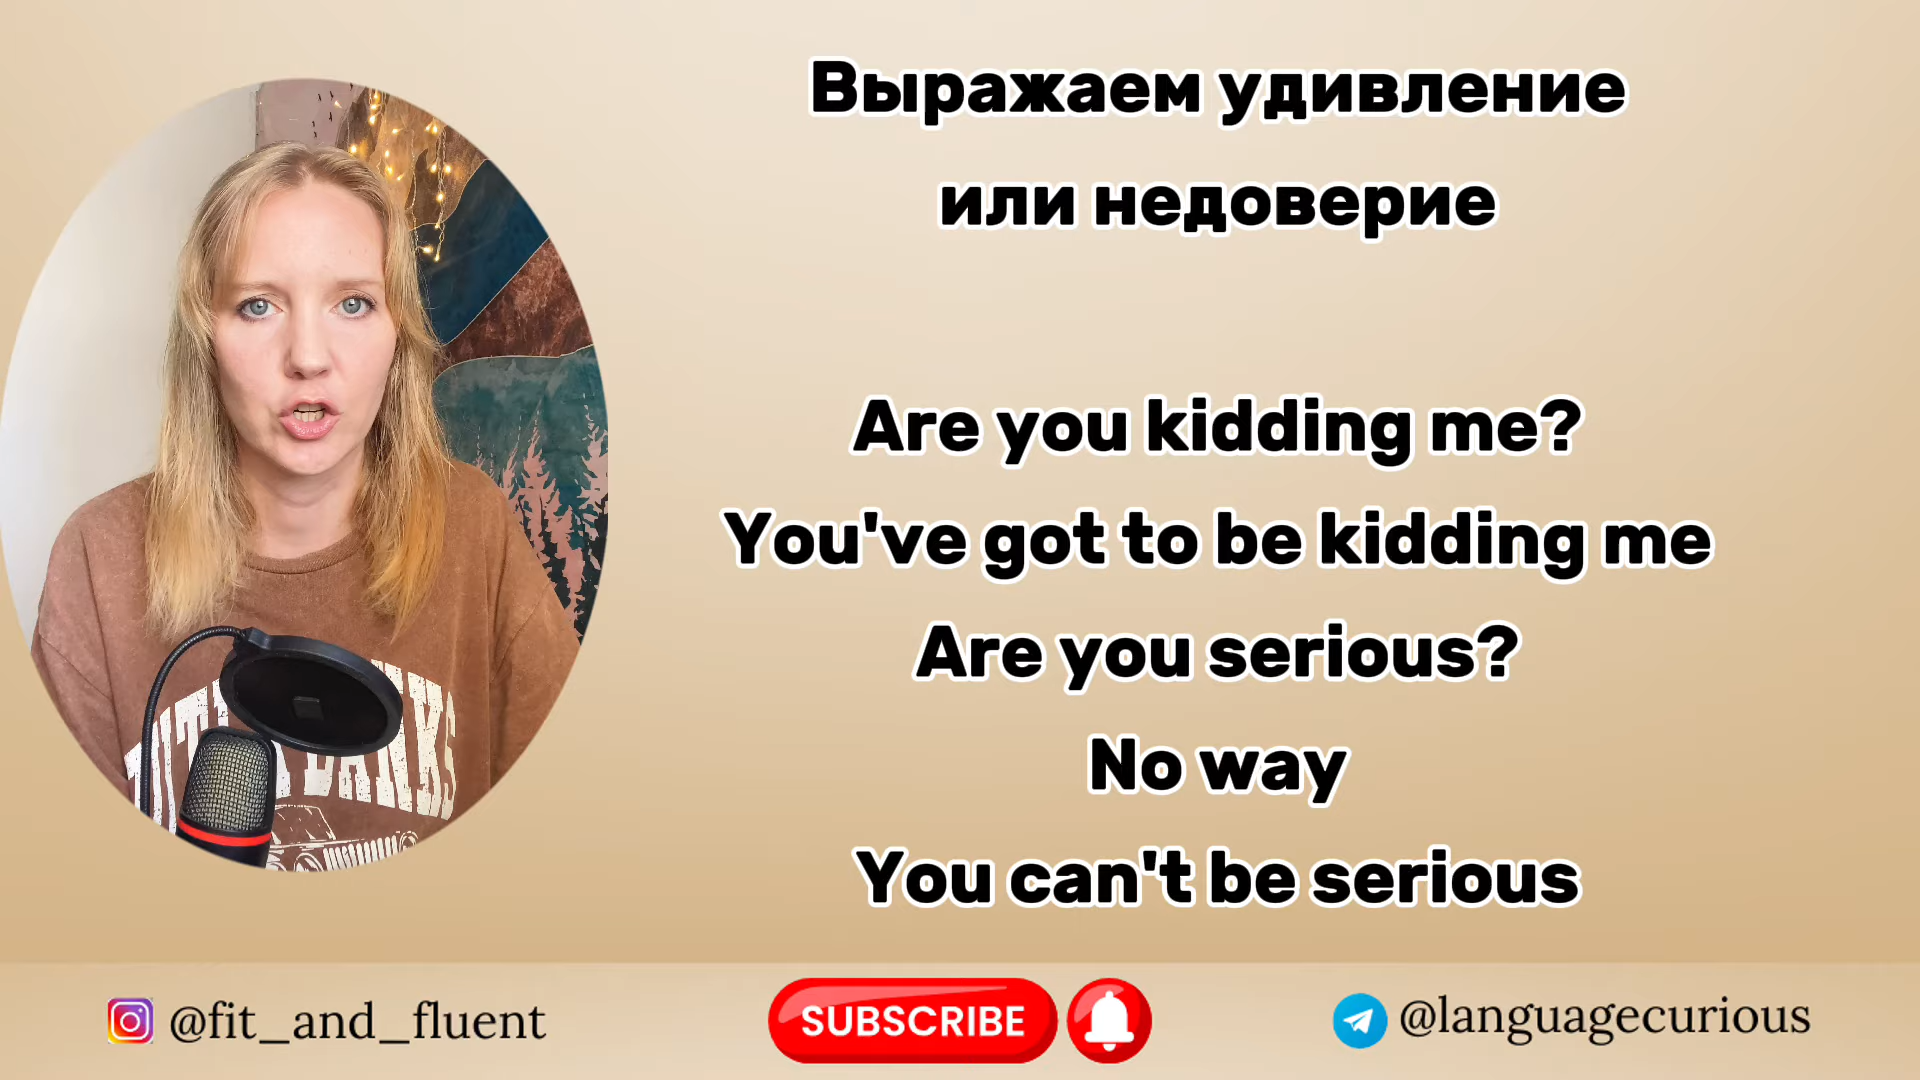 Выражаем удивление
или недоверие
Are you kidding me?
You've got to be kidding me
Are you serious?
No way
You can't be serious
@fit_and_fluent
SUBSCRIBE
@languagecurious